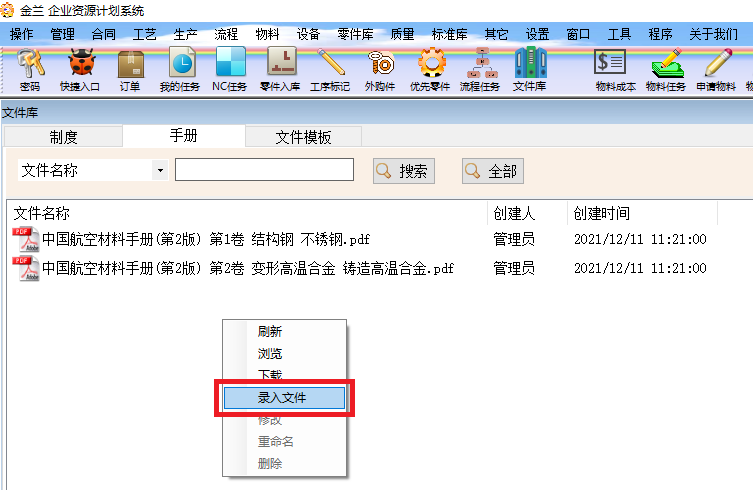 金兰 企业资源计划系统
操作 管理 合同 工艺 生产 流程 物料 设备 零件库 质量 标准库 其它 设置 窗口 工具 程序 关于我们
密码 快捷入口 订单 我的任务 NC任务 零件入库 工序标记 外购件 优先零件 流程任务 文件库 物料成本 物料任务 申请物料
文件库
制度 手册 文件模板
文件名称 搜索 全部
文件名称 创建人 创建时间
中国航空材料手册(第2版) 第1卷 结构钢 不锈钢.pdf 管理员 2021/12/11 11:21:00
中国航空材料手册(第2版) 第2卷 变形高温合金 铸造高温合金.pdf 管理员 2021/12/11 11:21:00
刷新
浏览
下载
录入文件
修改
重命名
删除